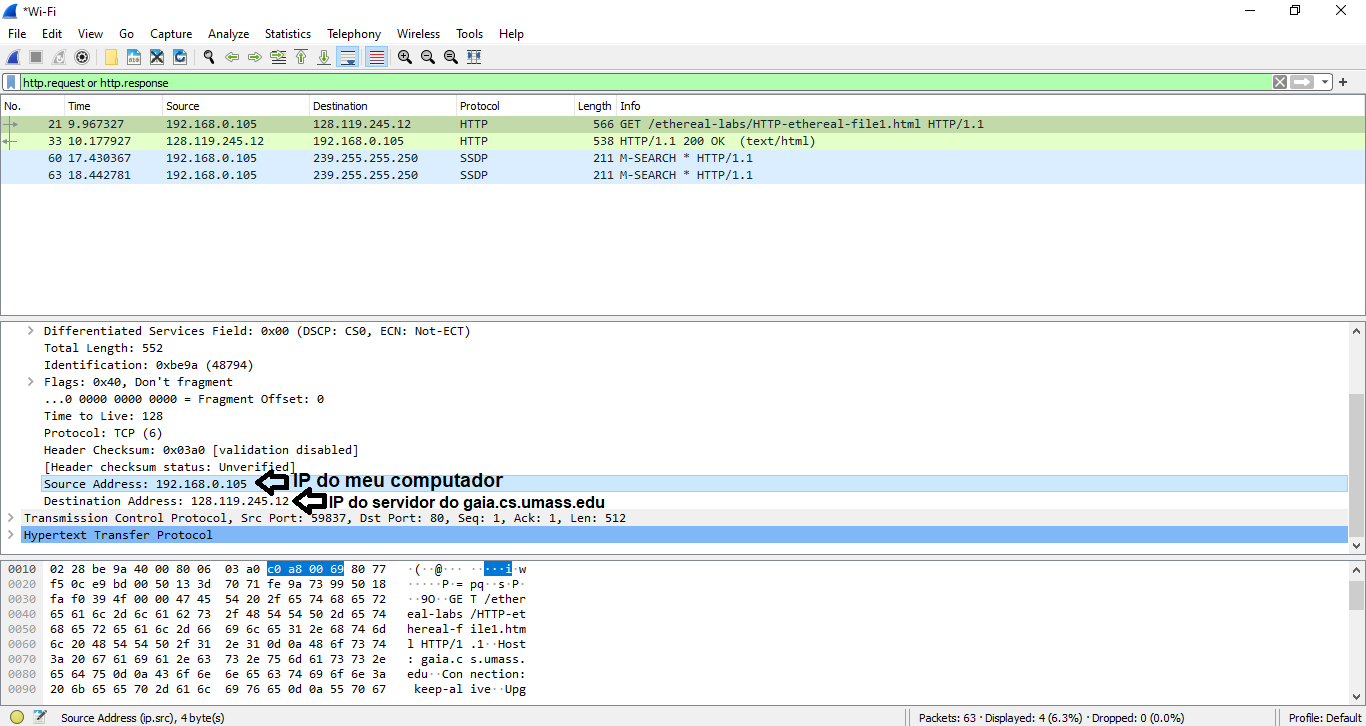 *Wi-Fi
File Edit View Go Capture Analyze Statistics Telephony Wireless Tools Help
http.request or http.response
No. Time Source Destination Protocol Length Info
21 9.967327 192.168.0.105 128.119.245.12 HTTP 566 GET /ethereal-labs/HTTP-ethereal-file1.html HTTP/1.1
33 10.177927 128.119.245.12 192.168.0.105 HTTP 538 HTTP/1.1 200 OK (text/html)
60 17.430367 192.168.0.105 239.255.255.250 SSDP 211 M-SEARCH * HTTP/1.1
63 18.442781 192.168.0.105 239.255.255.250 SSDP 211 M-SEARCH * HTTP/1.1
Differentiated Services Field: 0x00 (DSCP: CS0, ECN: Not-ECT)
Total Length: 552
Identification: 0xbe9a (48794)
Flags: 0x40, Don't fragment
...0 0000 0000 0000 = Fragment Offset: 0
Time to Live: 128
Protocol: TCP (6)
Header Checksum: 0x03a0 [validation disabled]
[Header checksum status: Unverified]
Source Address: 192.168.0.105 IP do meu computador
Destination Address: 128.119.245.12 IP do servidor do gaia.cs.umass.edu
Transmission Control Protocol, Src Port: 59837, Dst Port: 80, Seq: 1, Ack: 1, Len: 512
Hypertext Transfer Protocol
0010 02 28 be 9a 40 00 80 06 03 a0 c0 a8 00 69 80 77 ·(··@··· ·····i·w
0020 f5 0c e9 bd 00 50 13 3d 70 71 fe 9a 73 99 50 18 ·····P·= pq··s·P·
0030 fa f0 39 4f 00 00 47 45 54 20 2f 65 74 68 65 72 ··9O··GE T /ether
0040 65 61 6c 2d 6c 61 62 73 2f 48 54 54 50 2d 65 74 eal-labs /HTTP-et
0050 68 65 72 65 61 6c 2d 66 69 6c 65 31 2e 68 74 6d hereal-f ile1.htm
0060 6c 20 48 54 54 50 2f 31 2e 31 0d 0a 48 6f 73 74 l HTTP/1 .1··Host
0070 3a 20 67 61 69 61 2e 63 73 2e 75 6d 61 73 73 2e : gaia.c s.umass.
0080 65 64 75 0d 0a 43 6f 6e 6e 65 63 74 69 6f 6e 3a edu··Con nection:
0090 20 6b 65 65 70 2d 61 6c 69 76 65 0d 0a 55 70 67 keep-al ive··Upg
Source Address (ip.src), 4 byte(s) Packets: 63 · Displayed: 4 (6.3%) · Dropped: 0 (0.0%) Profile: Default